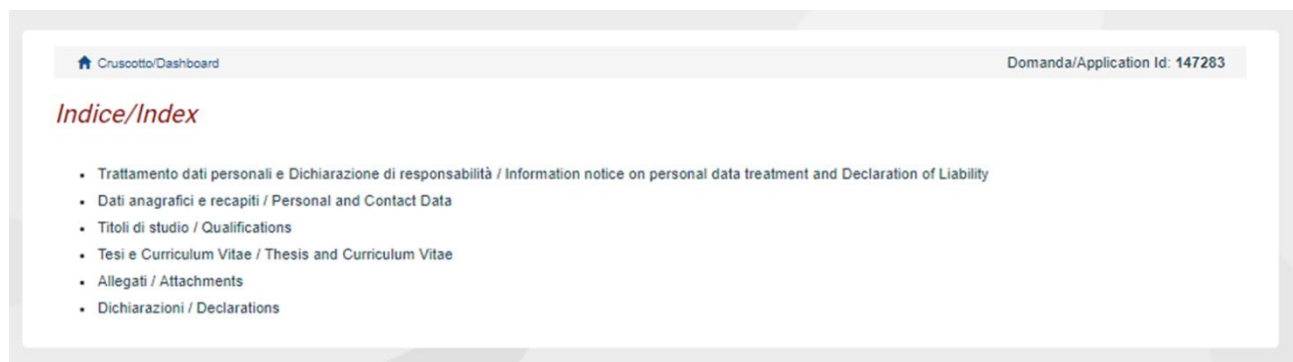 Cruscotto/Dashboard
Domanda/Application Id: 147283
Indice/Index
Trattamento dati personali e Dichiarazione di responsabilità / Information notice on personal data treatment and Declaration of Liability
Dati anagrafici e recapiti / Personal and Contact Data
Titoli di studio / Qualifications
Tesi e Curriculum Vitae / Thesis and Curriculum Vitae
Allegati / Attachments
Dichiarazioni / Declarations